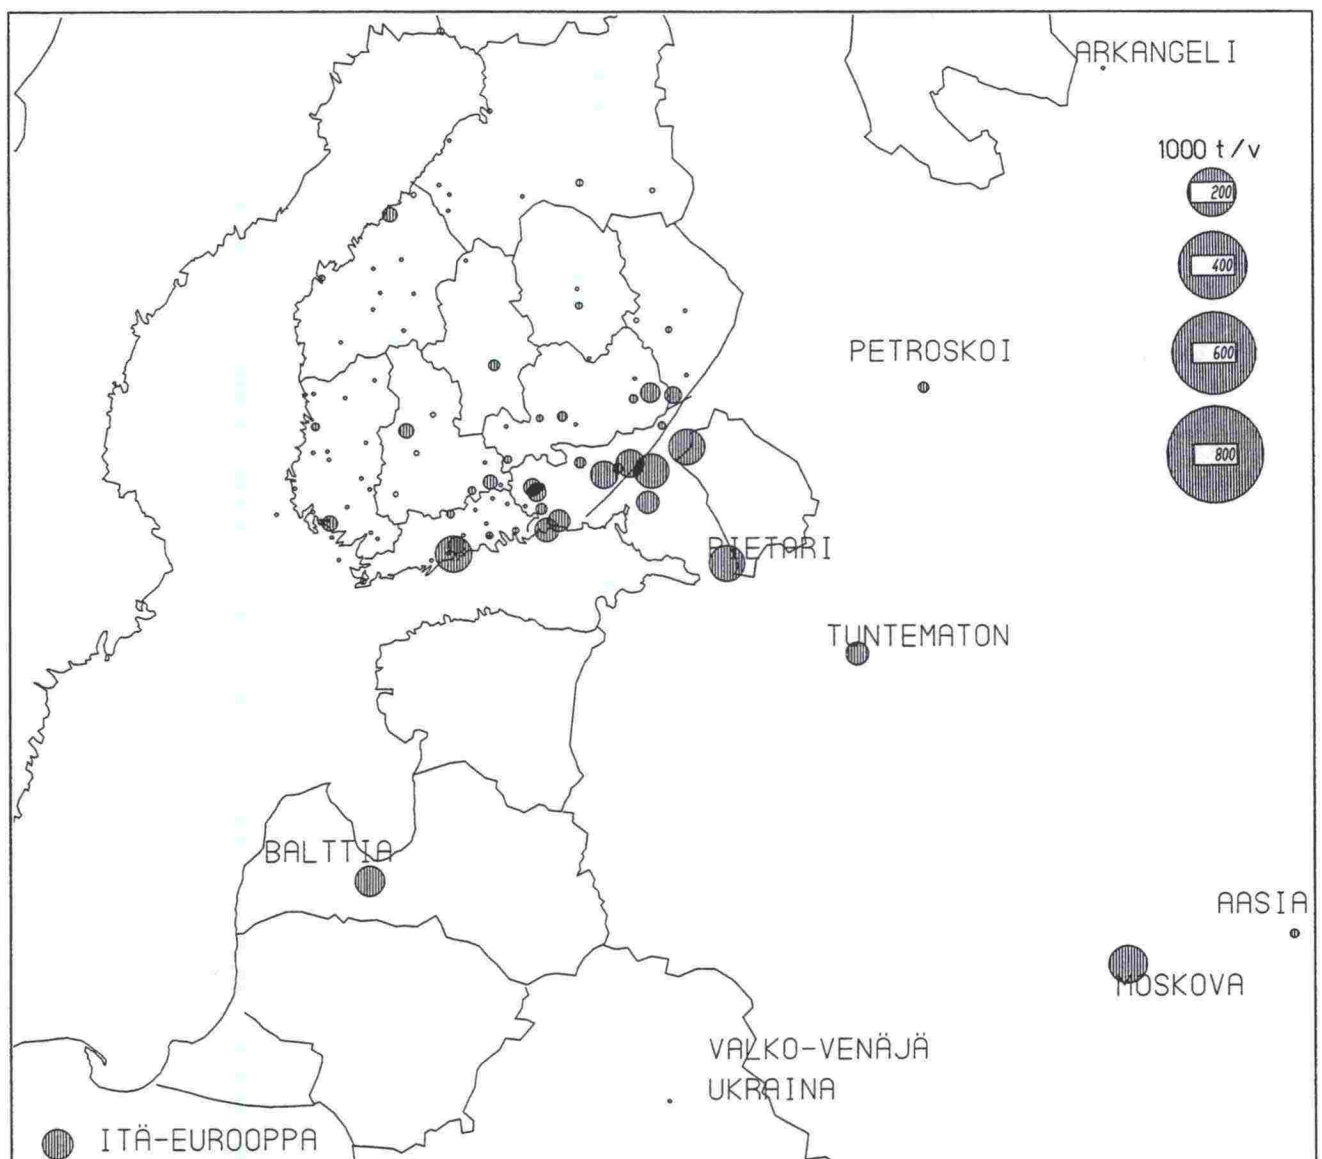 ARKANGELI
1000 t/v
200
400
600
800
PETROSKOI
PIETARI
TUNTEMATON
BALTTIA
AASIA
MOSKOVA
VALKO-VENÄJÄ
UKRAINA
ITÄ-EUROOPPA